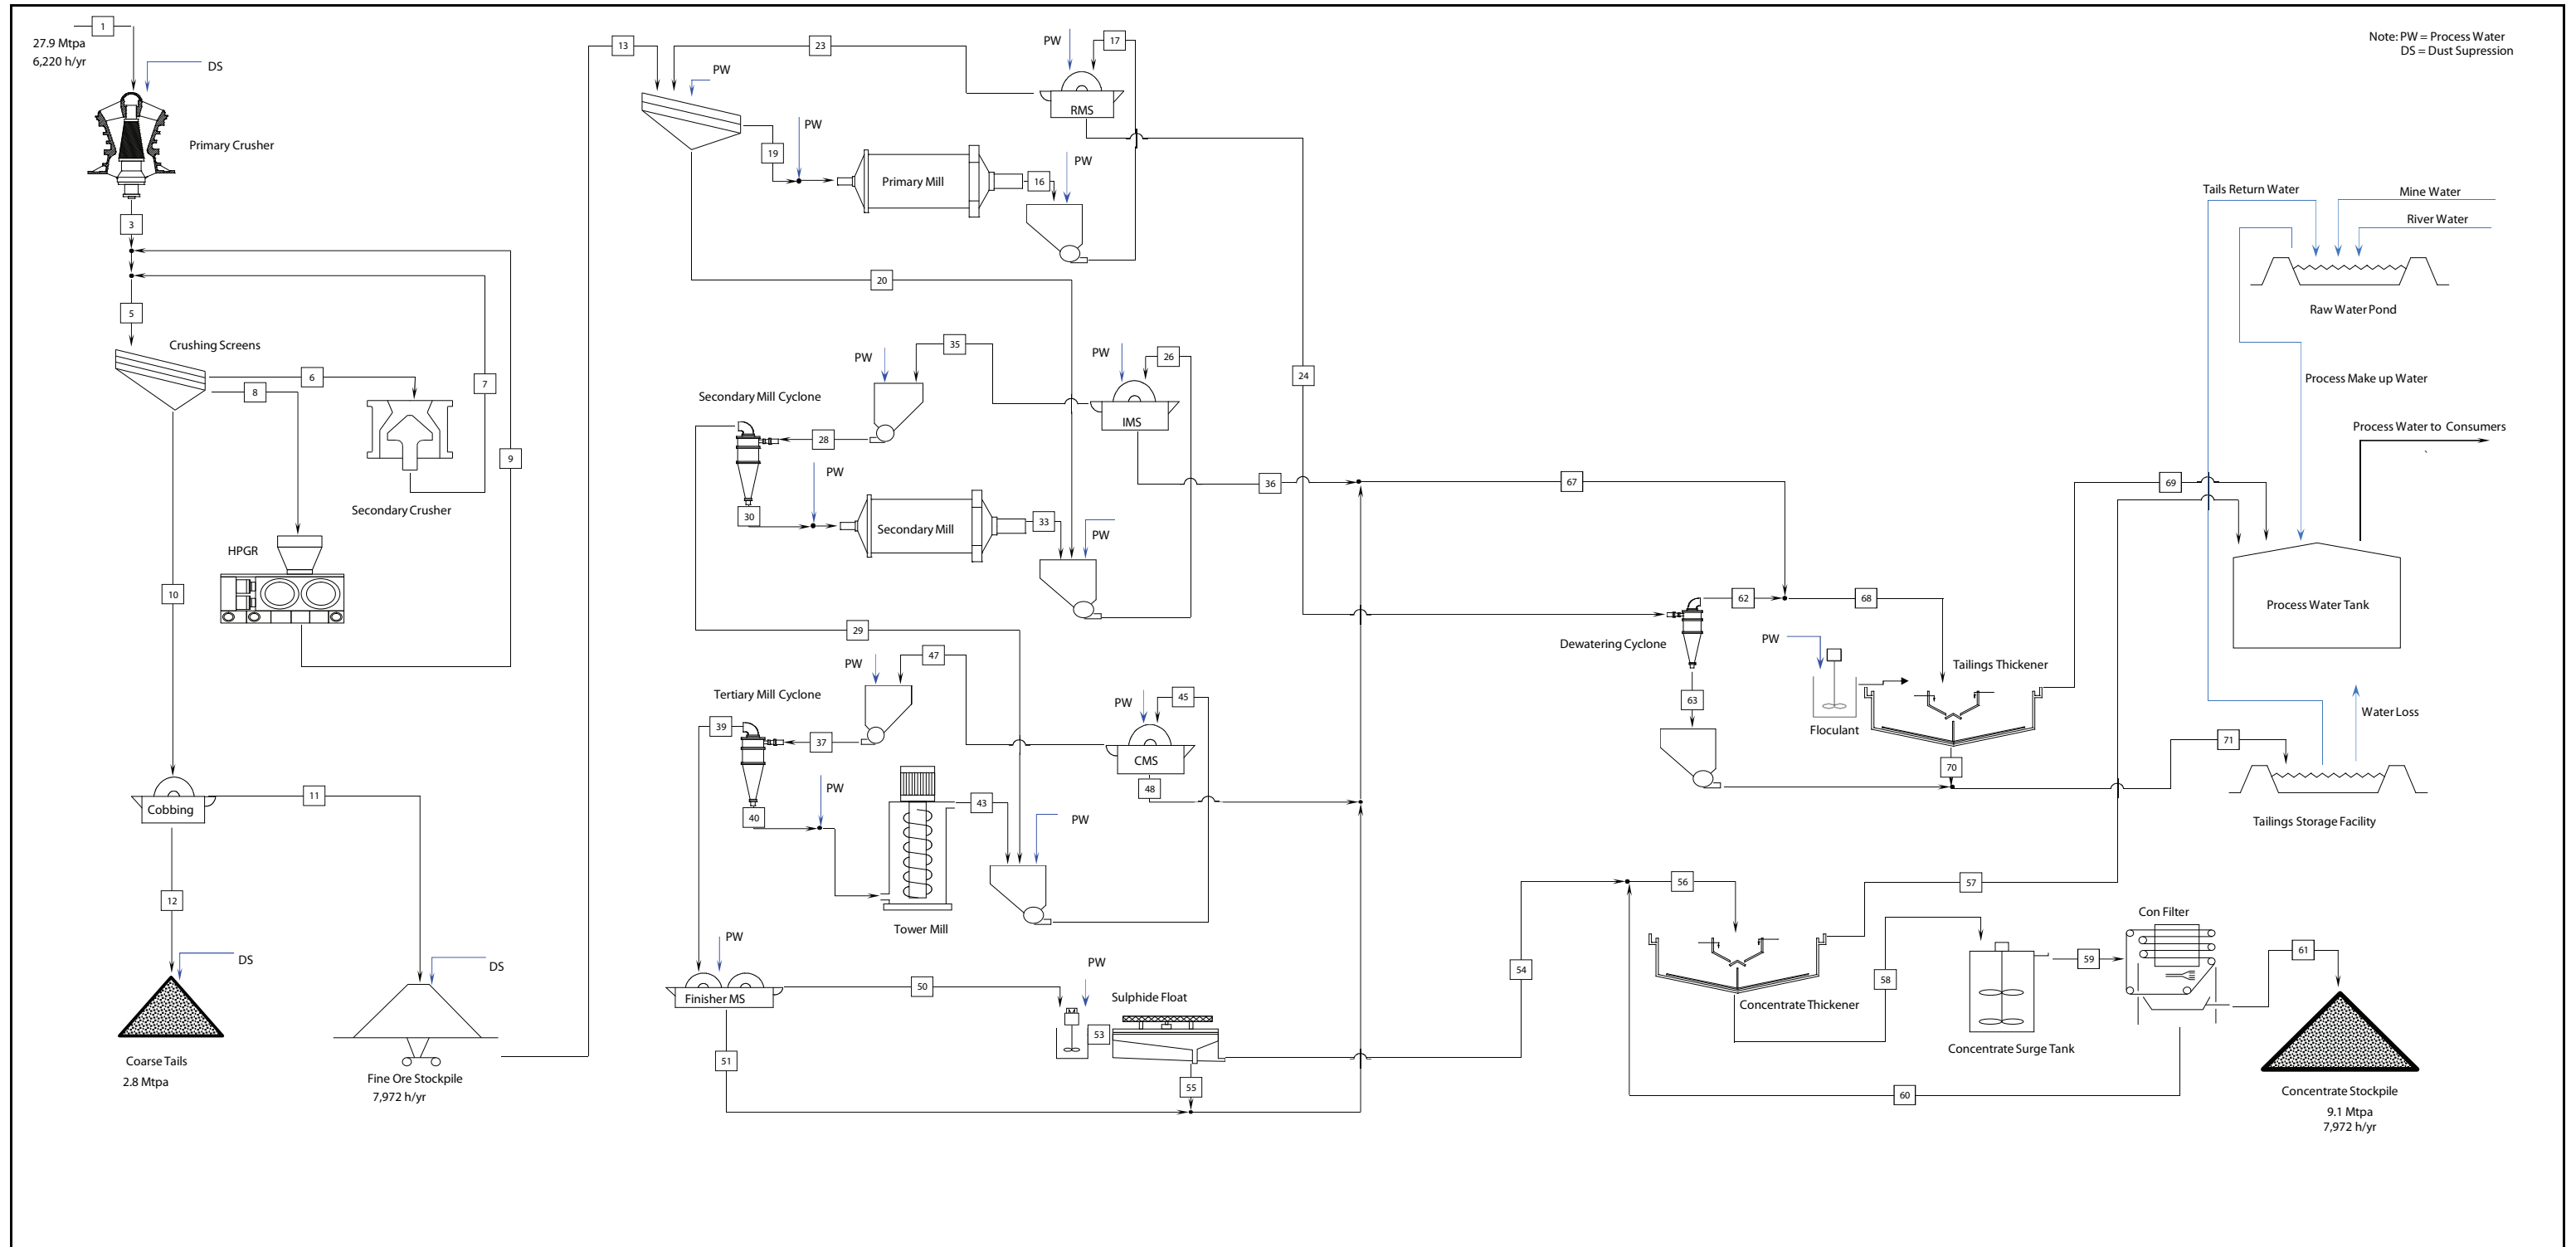 1
27.9 Mtpa
6,220 h/yr
DS
Primary Crusher
3
5
Crushing Screens
6
8
7
9
Secondary Crusher
HPGR
10
Cobbing
11
12
DS
DS
Coarse Tails
2.8 Mtpa
Fine Ore Stockpile
7,972 h/yr
13
23
PW
17
PW
RMS
PW
19
Primary Mill
16
PW
20
24
35
PW
PW
26
IMS
Secondary Mill Cyclone
28
PW
30
Secondary Mill
33
PW
36
67
29
47
PW
45
PW
Tertiary Mill Cyclone
39
37
CMS
48
PW
40
43
PW
Tower Mill
PW
Finisher MS
50
PW
Sulphide Float
53
51
55
54
Note: PW = Process Water
DS = Dust Supression
Tails Return Water
Mine Water
River Water
Raw Water Pond
Process Make up Water
Process Water to Consumers
69
Process Water Tank
62
68
Dewatering Cyclone
PW
Tailings Thickener
63
Floculant
70
71
Water Loss
Tailings Storage Facility
56
57
Con Filter
58
59
61
Concentrate Thickener
Concentrate Surge Tank
60
Concentrate Stockpile
9.1 Mtpa
7,972 h/yr